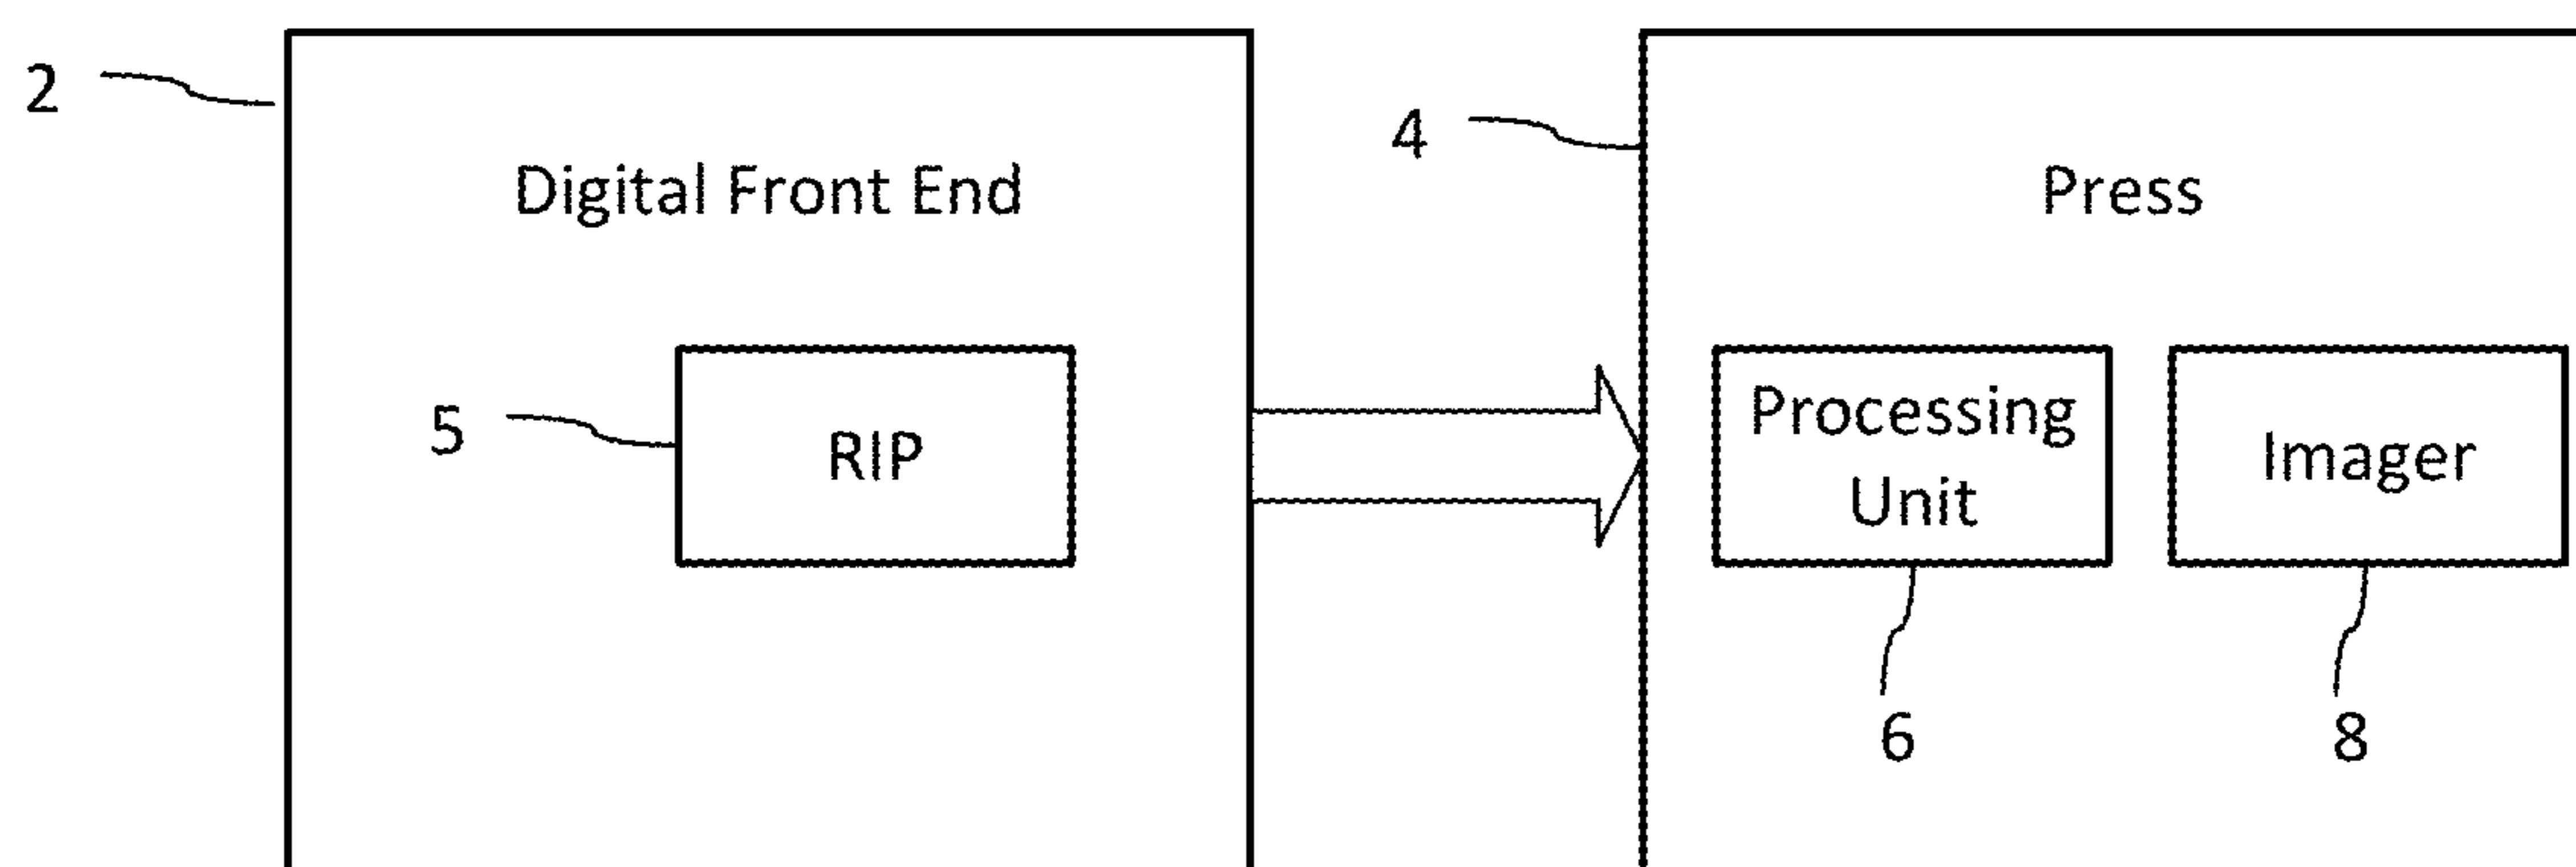 2
Digital Front End
5
RIP
4
Press
Processing
Unit
Imager
6
8